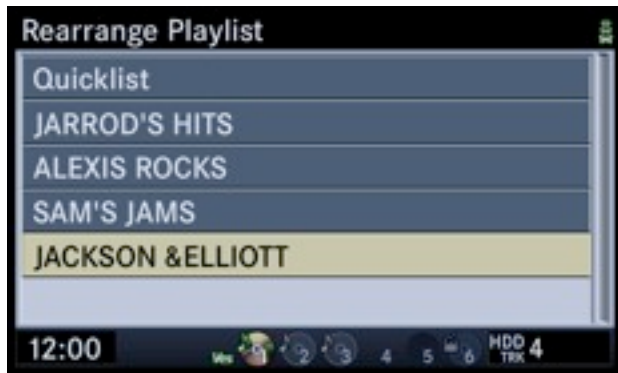 Rearrange Playlist
Quicklist
JARROD'S HITS
ALEXIS ROCKS
SAM'S JAMS
JACKSON &ELLIOTT
12:00 1 2 3 4 5 6 HDD TRK 4